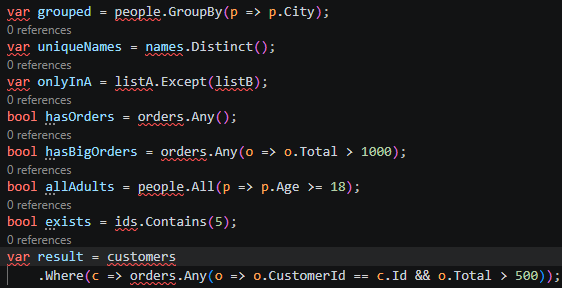 var grouped = people.GroupBy(p => p.City);
0 references
var uniqueNames = names.Distinct();
0 references
var onlyInA = listA.Except(listB);
0 references
bool hasOrders = orders.Any();
0 references
bool hasBigOrders = orders.Any(o => o.Total > 1000);
0 references
bool allAdults = people.All(p => p.Age >= 18);
0 references
bool exists = ids.Contains(5);
0 references
var result = customers
    .Where(c => orders.Any(o => o.CustomerId == c.Id && o.Total > 500));